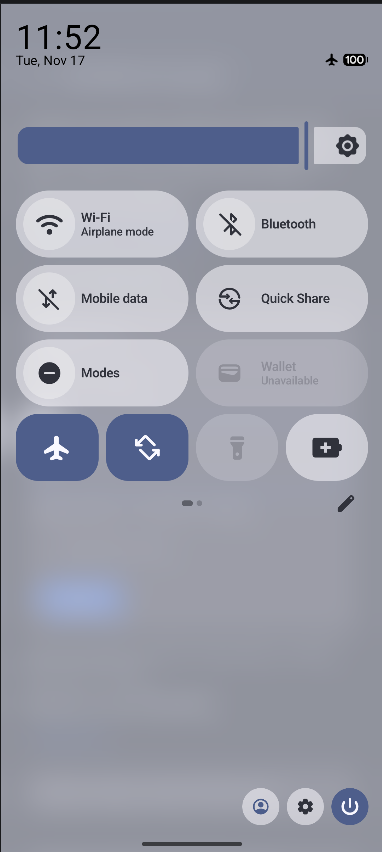 11:52
Tue, Nov 17
100
Wi-Fi
Airplane mode
Bluetooth
Mobile data
Quick Share
Modes
Wallet
Unavailable